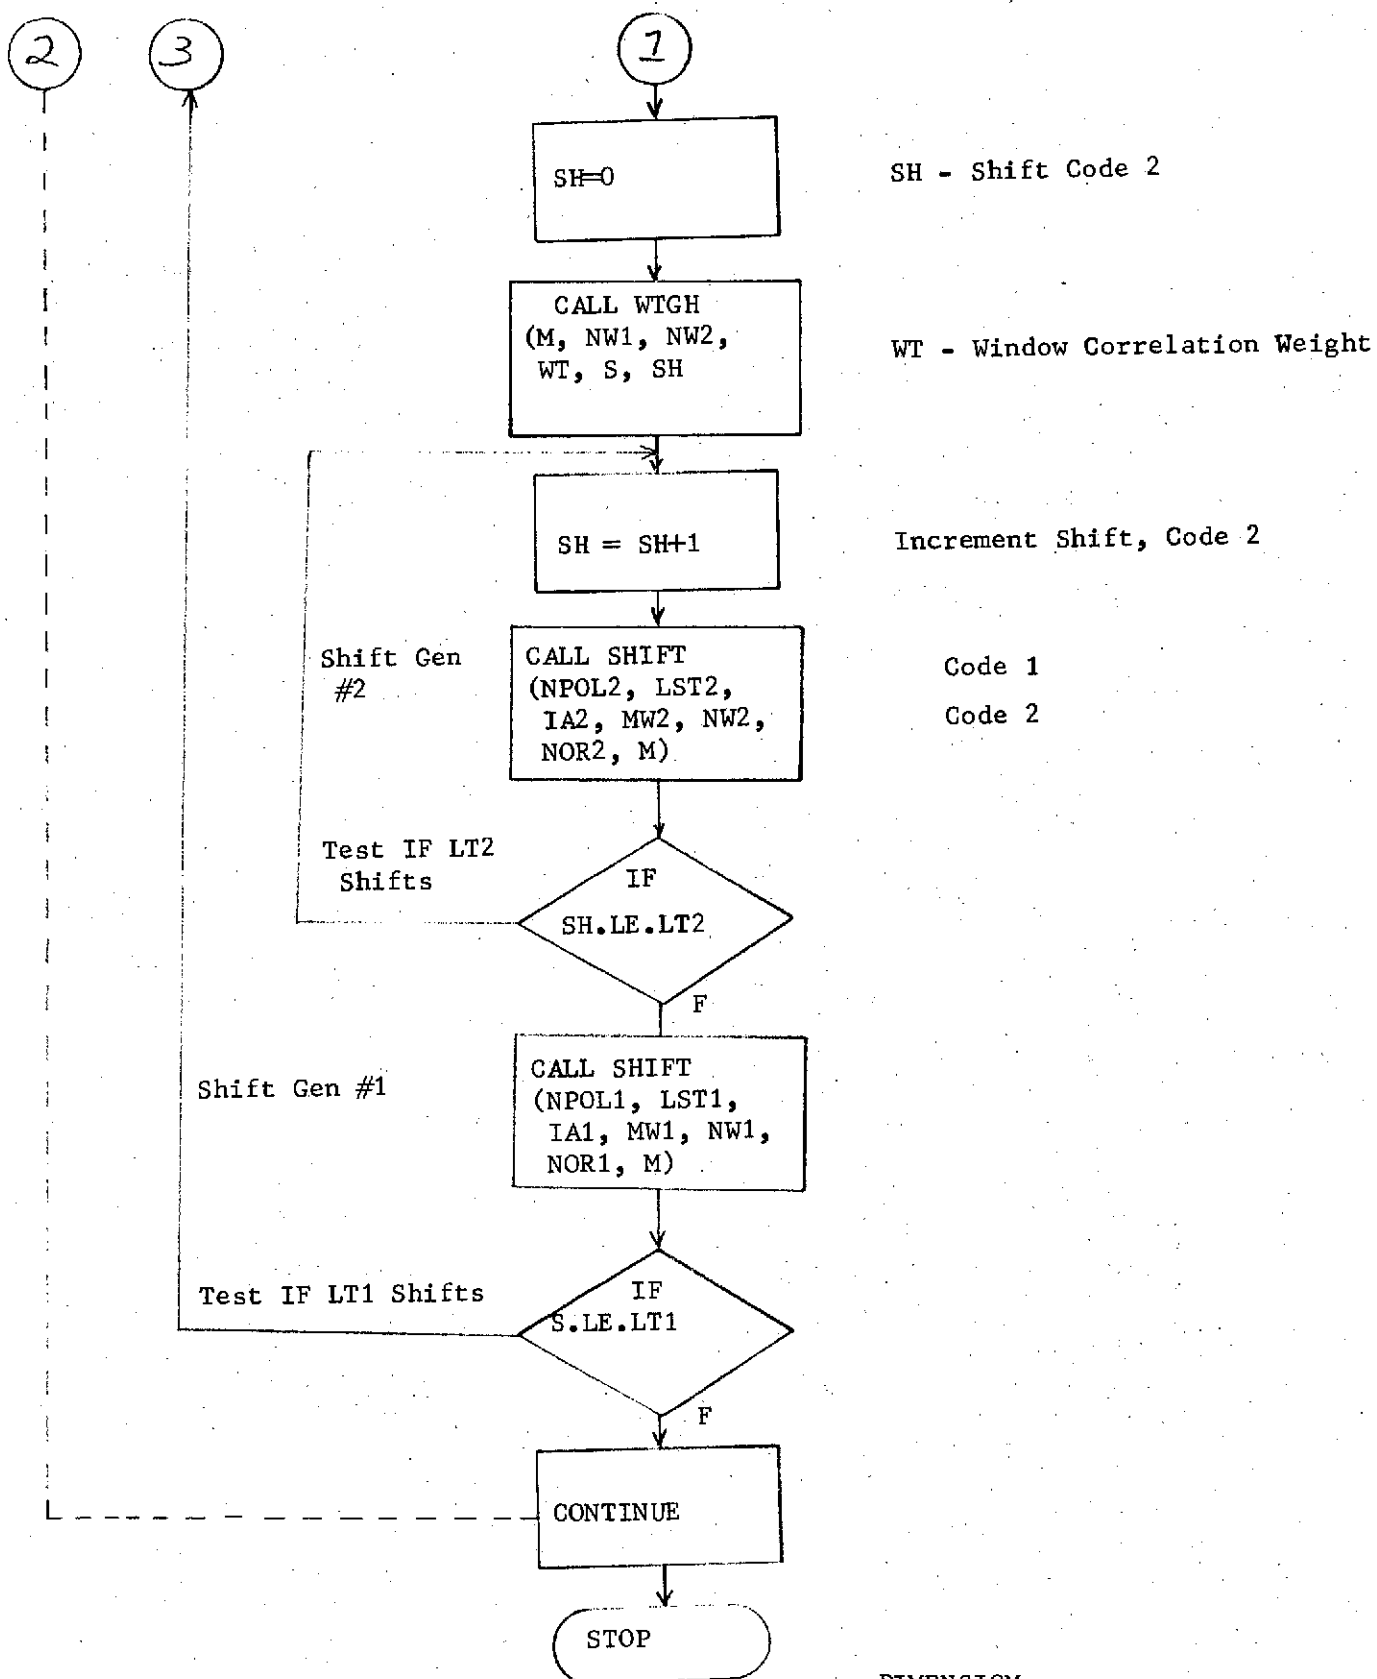 2
3
1
SH=0
SH - Shift Code 2
CALL WTGH
(M, NW1, NW2,
WT, S, SH
WT - Window Correlation Weight
SH = SH+1
Increment Shift, Code 2
Shift Gen
#2
CALL SHIFT
(NPOL2, LST2,
IA2, MW2, NW2,
NOR2, M)
Code 1
Code 2
Test IF LT2
Shifts
IF
SH.LE.LT2
F
Shift Gen #1
CALL SHIFT
(NPOL1, LST1,
IA1, MW1, NW1,
NOR1, M)
Test IF LT1 Shifts
IF
S.LE.LT1
F
CONTINUE
STOP